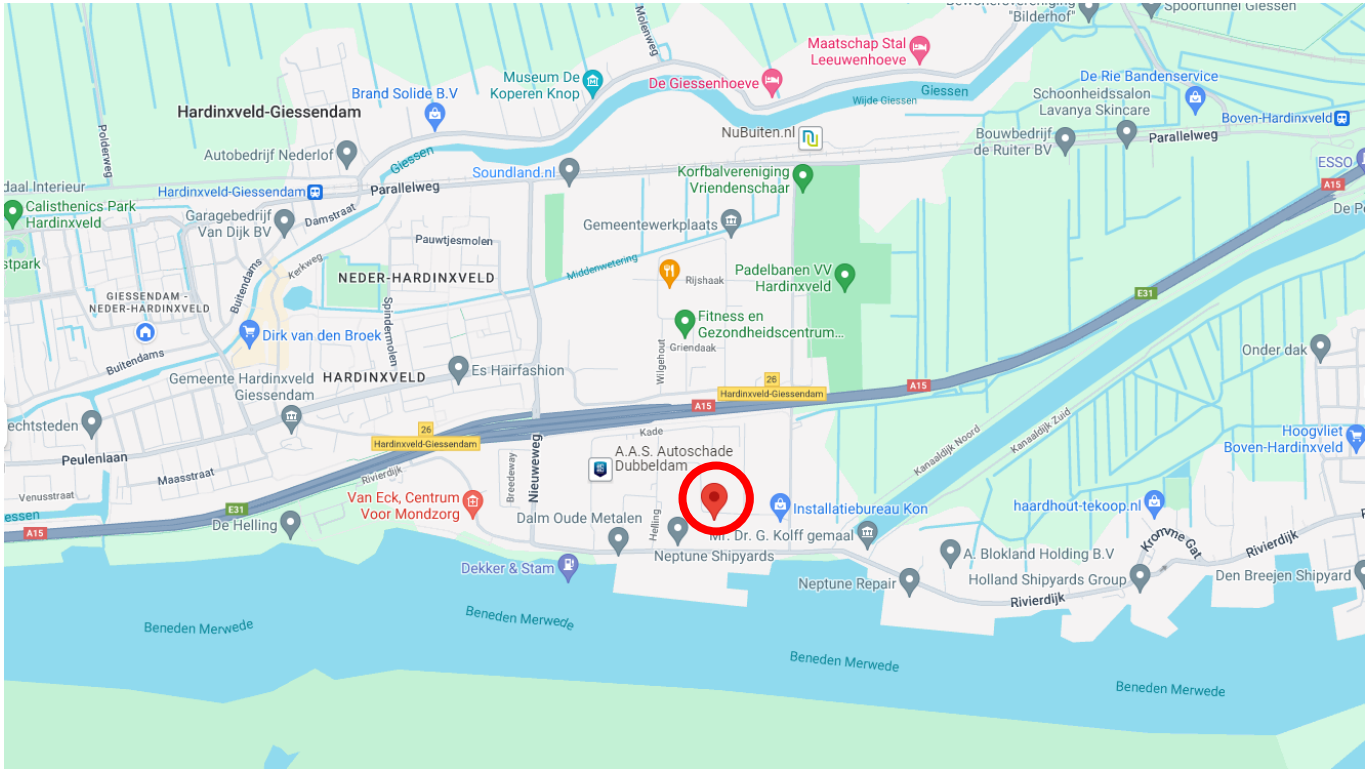 Bewonersvereniging
"Bilderhof"
Spoortunnel Giessen
Molenweg
Maatschap Stal
Leeuwenhoeve
Museum De
Koperen Knop
De Giessenhoeve
De Rie Bandenservice
Brand Solide B.V
Giessen
Wijde Giessen
Schoonheidssalon
Lavanya Skincare
Hardinxveld-Giessendam
Boven-Hardinxveld
Polderweg
NuBuiten.nl
Bouwbedrijf
de Ruiter BV
Parallelweg
Autobedrijf Nederlof
Giessen
Soundland.nl
Korfbalvereniging
Vriendenschaar
ESSO
A15
daal Interieur
Hardinxveld-Giessendam
Parallelweg
Calisthenics Park
Hardinxveld
Garagebedrijf
Van Dijk BV
Damstraat
Gemeentewerkplaats
De P
stpark
Pauwtjesmolen
Kerkweg
Middenwetering
Buitendams
NEDER-HARDINXVELD
Rijshaak
Padelbanen VV
Hardinxveld
GIESSENDAM -
NEDER-HARDINXVELD
E31
Spindermolen
Fitness en
Gezondheidscentrum...
Dirk van den Broek
Griendaak
Wilgehout
Onder dak
Buitendams
Gemeente Hardinxveld
Giessendam
HARDINXVELD
Es Hairfashion
26
Hardinxveld-Giessendam
A15
A15
echtsteden
26
Hardinxveld-Giessendam
Kade
Hoogvliet
Boven-Hardinxveld
Peulenlaan
Nieuweweg
A.A.S. Autoschade
Dubbeldam
Kanaaldijk Noord
Kanaaldijk Zuid
Maasstraat
Rivierdijk
Breedeway
Venusstraat
Van Eck, Centrum
Voor Mondzorg
E31
essen
A15
De Helling
Dalm Oude Metalen
Helling
Installatiebureau Kon
haardhout-tekoop.nl
Mr. Dr. G. Kolff gemaal
Neptune Shipyards
A. Blokland Holding B.V
Kromme Gat
Rivierdijk
Dekker & Stam
Neptune Repair
Holland Shipyards Group
Den Breejen Shipyard
Rivierdijk
Beneden Merwede
Beneden Merwede
Beneden Merwede
Beneden Merwede